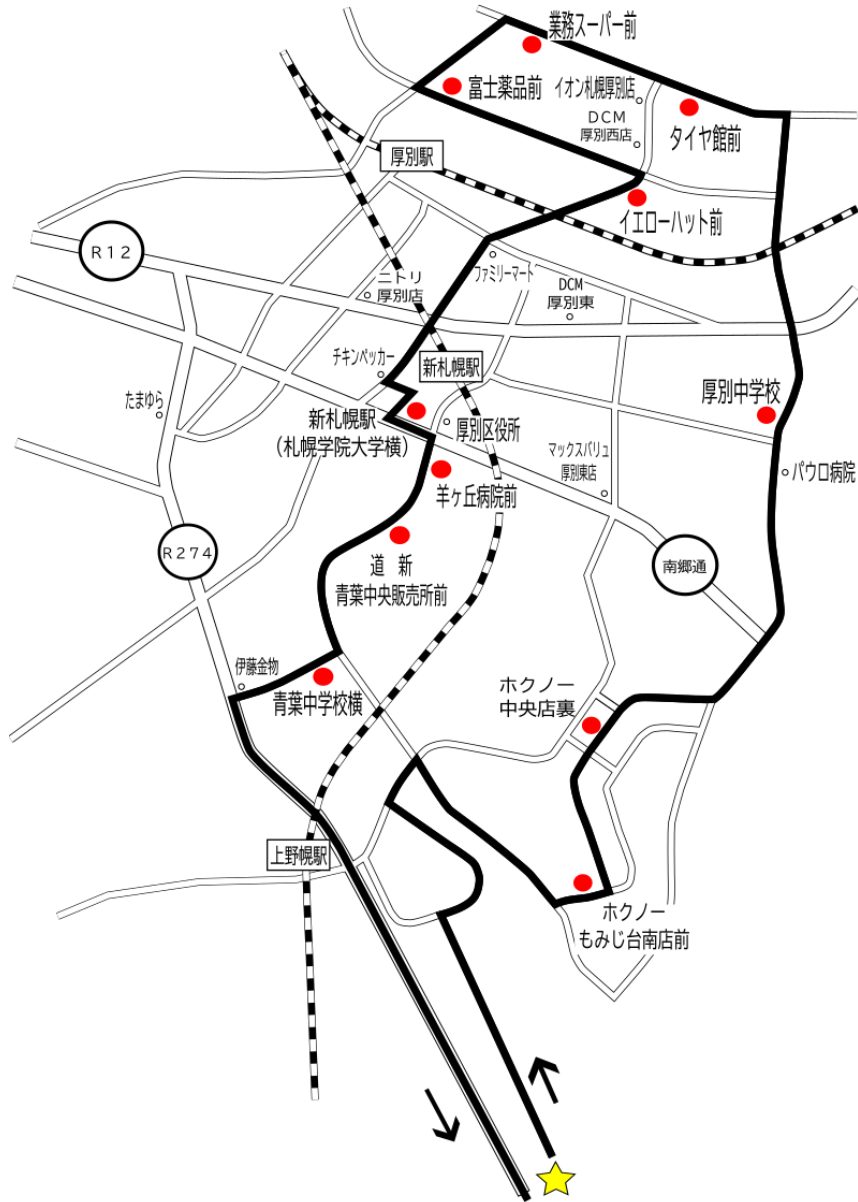 業務スーパー前
富士薬品前
イオン札幌厚別店
DCM
厚別西店
タイヤ館前
厚別駅
イエローハット前
R12
ファミリーマート
ニトリ
厚別店
DCM
厚別東
チキンペッカー
新札幌駅
たまゆら
新札幌駅
（札幌学院大学横）
厚別区役所
厚別中学校
マックスバリュ
厚別東店
パウロ病院
羊ヶ丘病院前
R274
道 新
青葉中央販売所前
南郷通
伊藤金物
青葉中学校横
ホクノー
中央店裏
上野幌駅
ホクノー
もみじ台南店前